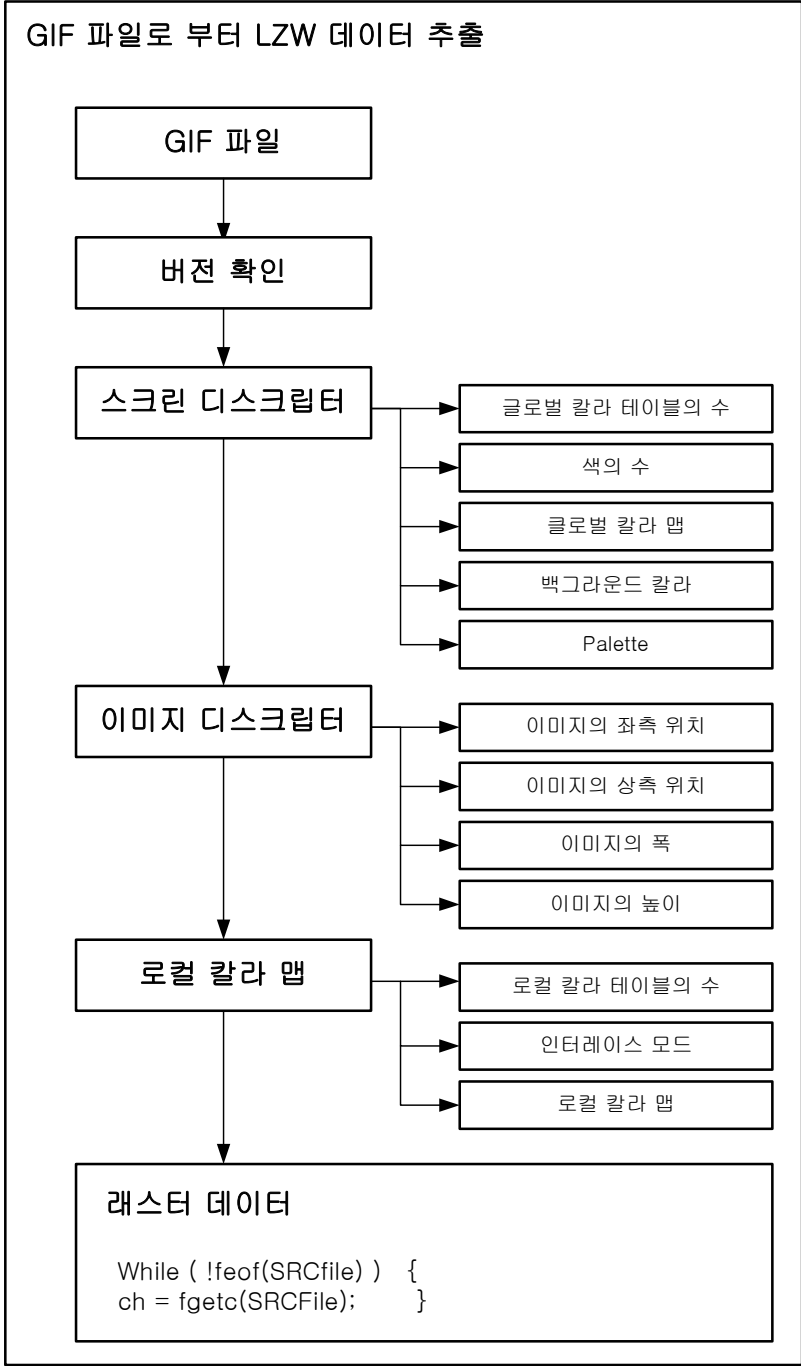 GIF 파일로 부터 LZW 데이터 추출
GIF 파일
버전 확인
스크린 디스크립터
글로벌 칼라 테이블의 수
색의 수
클로벌 칼라 맵
백그라운드 칼라
Palette
이미지 디스크립터
이미지의 좌측 위치
이미지의 상측 위치
이미지의 폭
이미지의 높이
로컬 칼라 맵
로컬 칼라 테이블의 수
인터레이스 모드
로컬 칼라 맵
래스터 데이터
While ( !feof(SRCfile) ) {
ch = fgetc(SRCFile); }